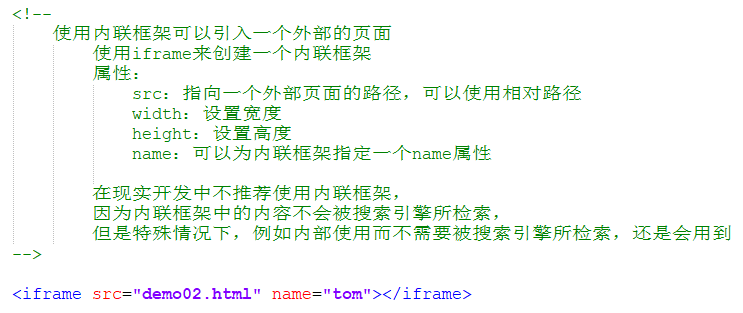 <!--
使用内联框架可以引入一个外部的页面
使用iframe来创建一个内联框架
属性:
src: 指向一个外部页面的路径，可以使用相对路径
width: 设置宽度
height: 设置高度
name: 可以为内联框架指定一个name属性
在现实开发中不推荐使用内联框架，
因为内联框架中的内容不会被搜索引擎所检索，
但是特殊情况下，例如内部使用而不需要被搜索引擎所检索，还是会用到
-->
<iframe src="demo02.html" name="tom"></iframe>